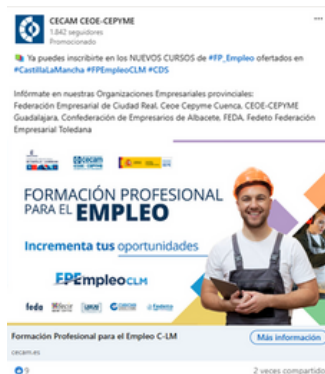 CECAM CEOE-CEPYME
1.842 seguidores
Promocionado
Ya puedes inscribirte en los NUEVOS CURSOS de #FP_Empleo ofertados en
#CastillaLaMancha #FPEmpleoCLM #CDS
Infórmate en nuestras Organizaciones Empresariales provinciales:
Federación Empresarial de Ciudad Real, Ceoe Cepyme Cuenca, CEOE-CEPYME
Guadalajara, Confederación de Empresarios de Albacete, FEDA, Fedeto Federación
Empresarial Toledana
cecam
FORMACIÓN PROFESIONAL
PARA EL EMPLEO
Incrementa tus oportunidades
FPEmpleoCLM
feda
Fedeto
Formación Profesional para el Empleo C-LM
Más información
cecam.es
9
2 veces compartido